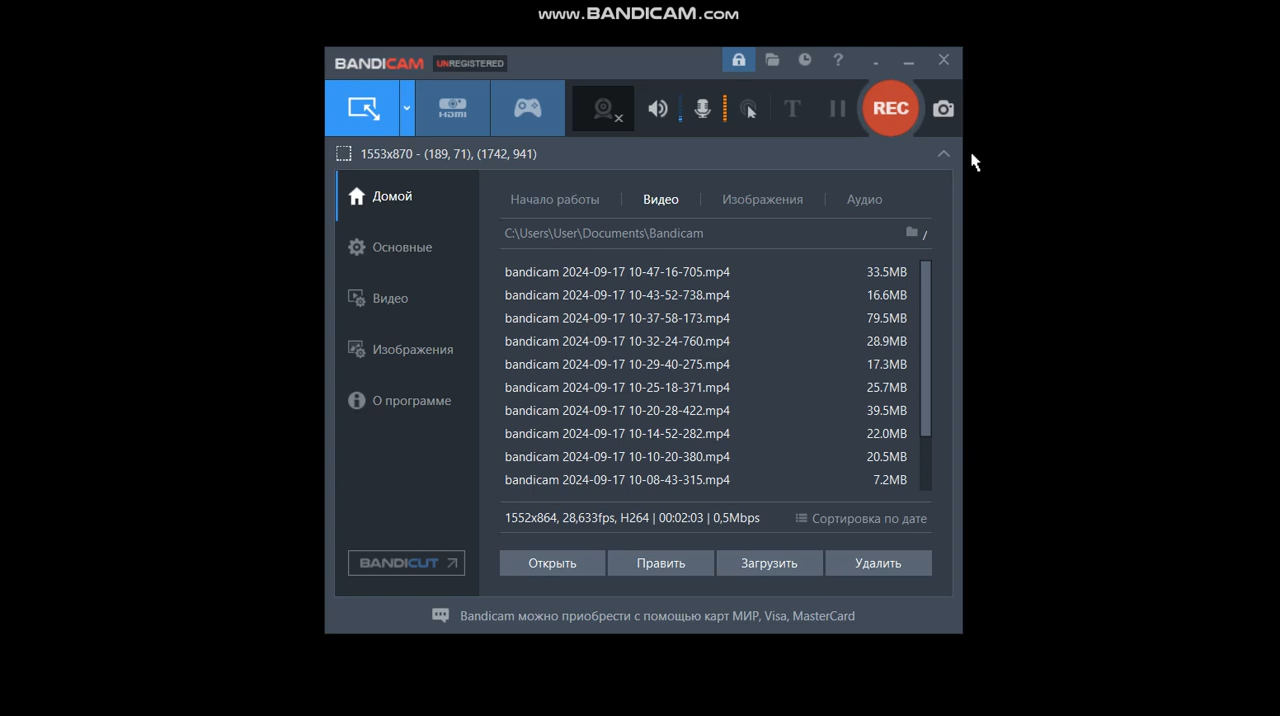 www.BANDICAM.com
BANDICAM UNREGISTERED
HDMI
REC
1553x870 - (189, 71), (1742, 941)
Домой
Основные
Видео
Изображения
О программе
BANDICUT
Начало работы Видео Изображения Аудио
C:\Users\User\Documents\Bandicam
bandicam 2024-09-17 10-47-16-705.mp4 33.5MB
bandicam 2024-09-17 10-43-52-738.mp4 16.6MB
bandicam 2024-09-17 10-37-58-173.mp4 79.5MB
bandicam 2024-09-17 10-32-24-760.mp4 28.9MB
bandicam 2024-09-17 10-29-40-275.mp4 17.3MB
bandicam 2024-09-17 10-25-18-371.mp4 25.7MB
bandicam 2024-09-17 10-20-28-422.mp4 39.5MB
bandicam 2024-09-17 10-14-52-282.mp4 22.0MB
bandicam 2024-09-17 10-10-20-380.mp4 20.5MB
bandicam 2024-09-17 10-08-43-315.mp4 7.2MB
1552x864, 28,633fps, H264 | 00:02:03 | 0,5Mbps Сортировка по дате
Открыть Править Загрузить Удалить
Bandicam можно приобрести с помощью карт МИР, Visa, MasterCard